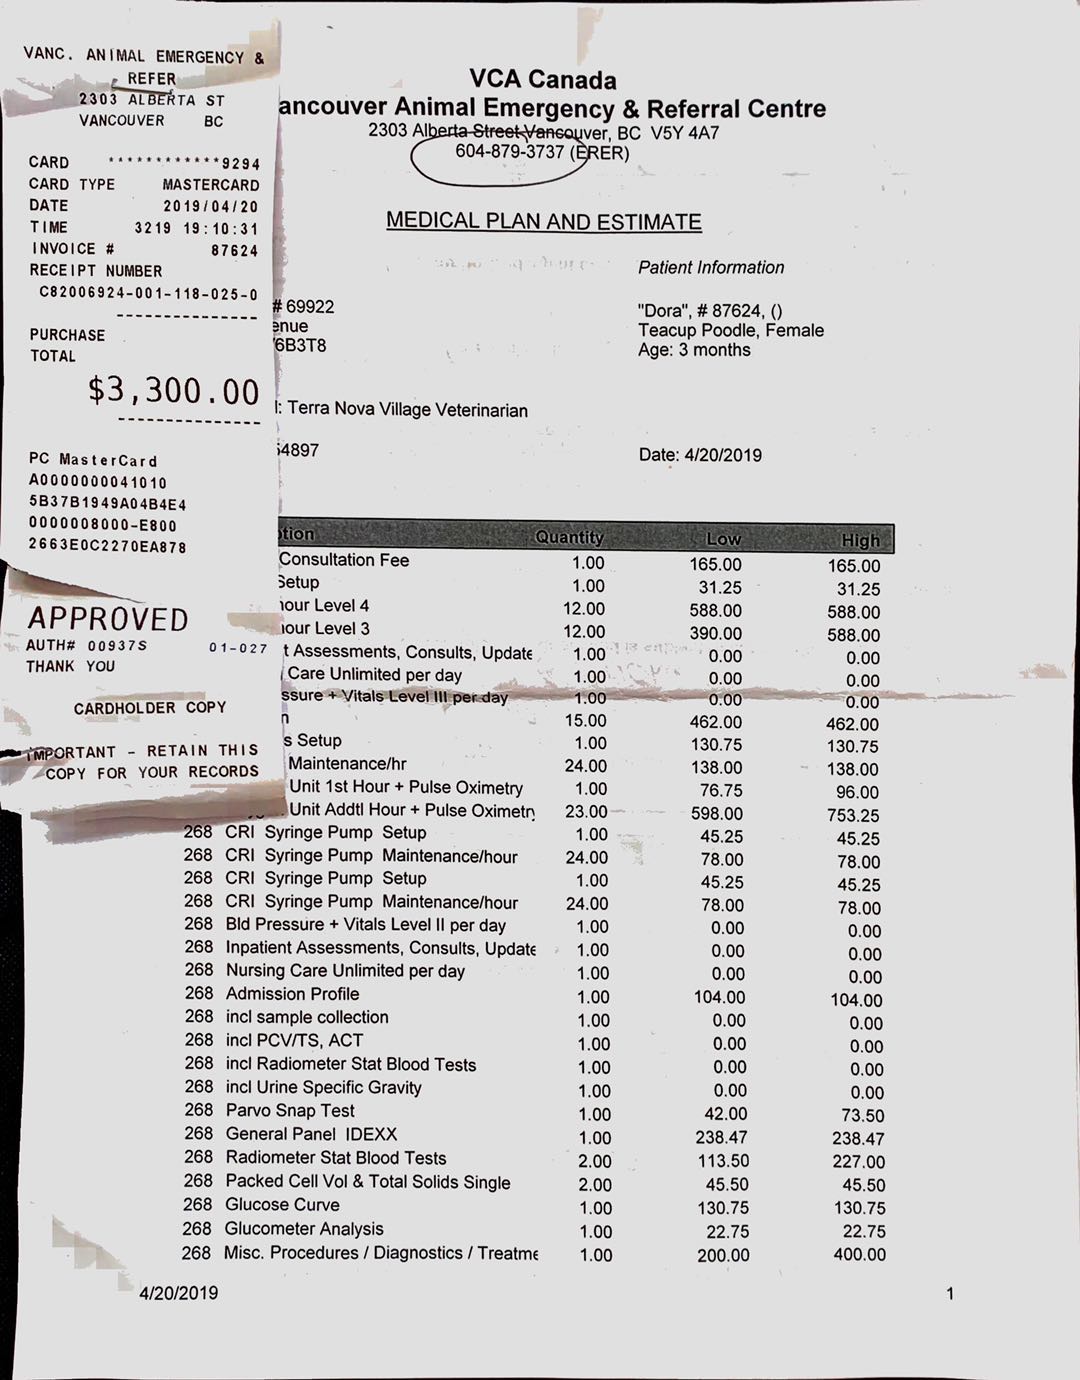 VANC. ANIMAL EMERGENCY &
REFER
2303 ALBERTA ST
VANCOUVER BC
CARD ************9294
CARD TYPE MASTERCARD
DATE 2019/04/20
TIME 3219 19:10:31
INVOICE # 87624
RECEIPT NUMBER
C82006924-001-118-025-0
PURCHASE
TOTAL
$3,300.00
PC MasterCard
A0000000041010
5B37B1949A04B4E4
0000008000-E800
2663E0C2270EA878
APPROVED
AUTH# 00937S 01-027
THANK YOU
CARDHOLDER COPY
IMPORTANT - RETAIN THIS
COPY FOR YOUR RECORDS
VCA Canada
ancouver Animal Emergency & Referral Centre
2303 Alberta Street Vancouver, BC V5Y 4A7
604-879-3737 (ERER)
MEDICAL PLAN AND ESTIMATE
Patient Information
# 69922
enue
6B3T8
"Dora", # 87624, ()
Teacup Poodle, Female
Age: 3 months
: Terra Nova Village Veterinarian
54897
Date: 4/20/2019
tion Quantity Low High
Consultation Fee 1.00 165.00 165.00
Setup 1.00 31.25 31.25
our Level 4 12.00 588.00 588.00
our Level 3 12.00 390.00 588.00
t Assessments, Consults, Update 1.00 0.00 0.00
Care Unlimited per day 1.00 0.00 0.00
ssure + Vitals Level III per day 1.00 0.00 0.00
n 15.00 462.00 462.00
s Setup 1.00 130.75 130.75
Maintenance/hr 24.00 138.00 138.00
Unit 1st Hour + Pulse Oximetry 1.00 76.75 96.00
Unit Addtl Hour + Pulse Oximetry 23.00 598.00 753.25
268 CRI Syringe Pump Setup 1.00 45.25 45.25
268 CRI Syringe Pump Maintenance/hour 24.00 78.00 78.00
268 CRI Syringe Pump Setup 1.00 45.25 45.25
268 CRI Syringe Pump Maintenance/hour 24.00 78.00 78.00
268 Bld Pressure + Vitals Level II per day 1.00 0.00 0.00
268 Inpatient Assessments, Consults, Update 1.00 0.00 0.00
268 Nursing Care Unlimited per day 1.00 0.00 0.00
268 Admission Profile 1.00 104.00 104.00
268 incl sample collection 1.00 0.00 0.00
268 incl PCV/TS, ACT 1.00 0.00 0.00
268 incl Radiometer Stat Blood Tests 1.00 0.00 0.00
268 incl Urine Specific Gravity 1.00 0.00 0.00
268 Parvo Snap Test 1.00 42.00 73.50
268 General Panel IDEXX 1.00 238.47 238.47
268 Radiometer Stat Blood Tests 2.00 113.50 227.00
268 Packed Cell Vol & Total Solids Single 2.00 45.50 45.50
268 Glucose Curve 1.00 130.75 130.75
268 Glucometer Analysis 1.00 22.75 22.75
268 Misc. Procedures / Diagnostics / Treatme 1.00 200.00 400.00
4/20/2019 1